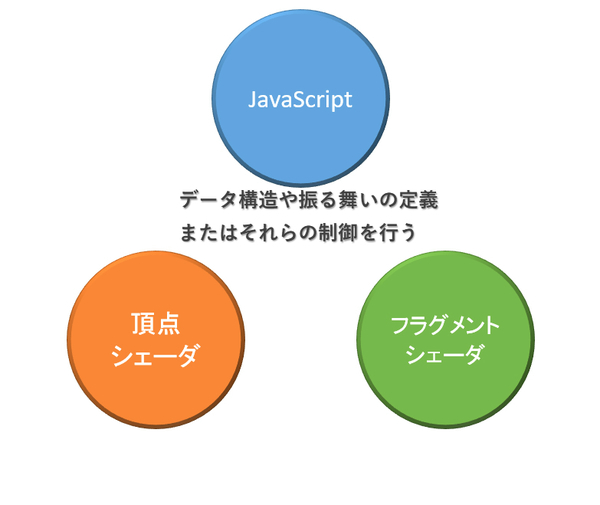 JavaScript
データ構造や振る舞いの定義
またはそれらの制御を行う
頂点
シェーダ
フラグメント
シェーダ